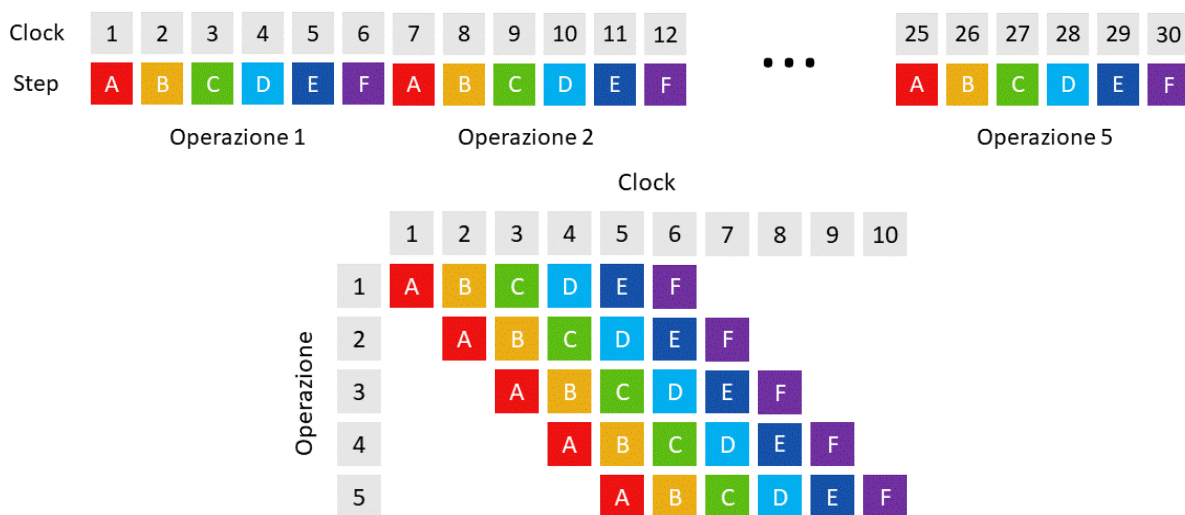 Clock 1 2 3 4 5 6 7 8 9 10 11 12 25 26 27 28 29 30
Step A B C D E F A B C D E F ... A B C D E F
Operazione 1 Operazione 2 Operazione 5
Clock
1 2 3 4 5 6 7 8 9 10
1 A B C D E F
2 A B C D E F
Operazione
3 A B C D E F
4 A B C D E F
5 A B C D E F